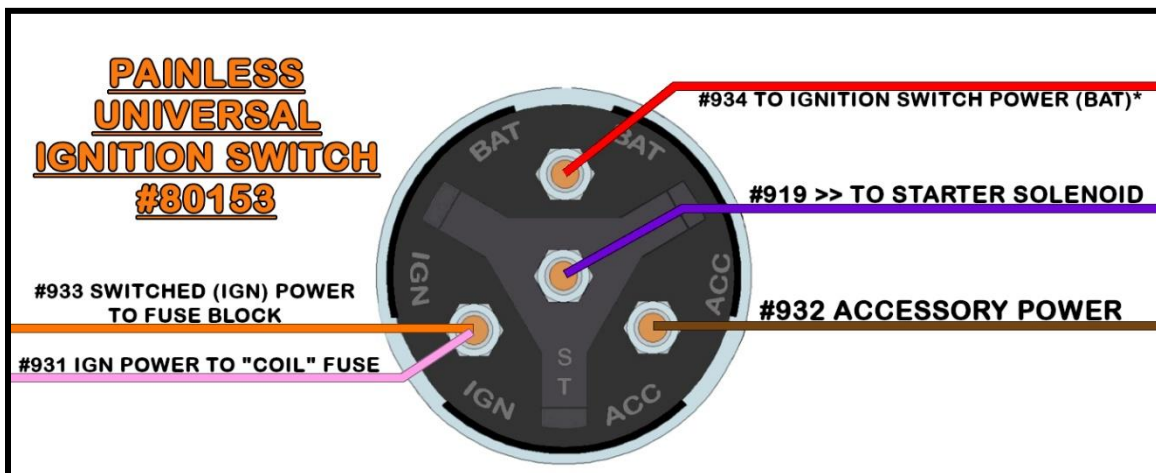 PAINLESS
UNIVERSAL
IGNITION SWITCH
#80153
#934 TO IGNITION SWITCH POWER (BAT)*
BAT
BAT
#919 >> TO STARTER SOLENOID
IGN
ACC
#933 SWITCHED (IGN) POWER
TO FUSE BLOCK
#932 ACCESSORY POWER
#931 IGN POWER TO "COIL" FUSE
ST
IGN
ACC